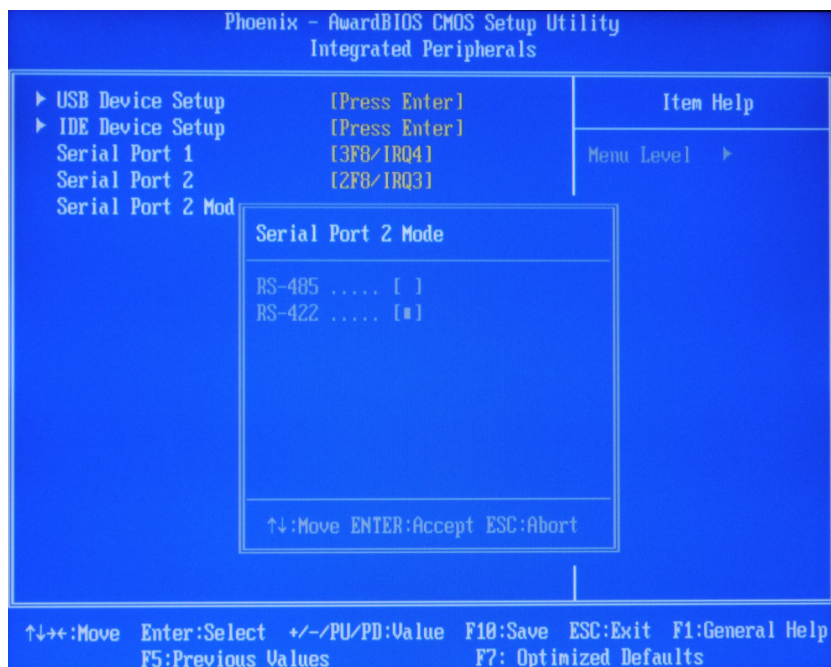 Phoenix - AwardBIOS CMOS Setup Utility
Integrated Peripherals
▶ USB Device Setup [Press Enter]
▶ IDE Device Setup [Press Enter]
Serial Port 1 [3F8/IRQ4]
Serial Port 2 [2F8/IRQ3]
Serial Port 2 Mod
Item Help
Menu Level ▶
Serial Port 2 Mode
RS-485 ..... [ ]
RS-422 ..... [■]
↑↓:Move ENTER:Accept ESC:Abort
↑↓→←:Move Enter:Select +/-/PU/PD:Value F10:Save ESC:Exit F1:General Help
F5:Previous Values F7: Optimized Defaults